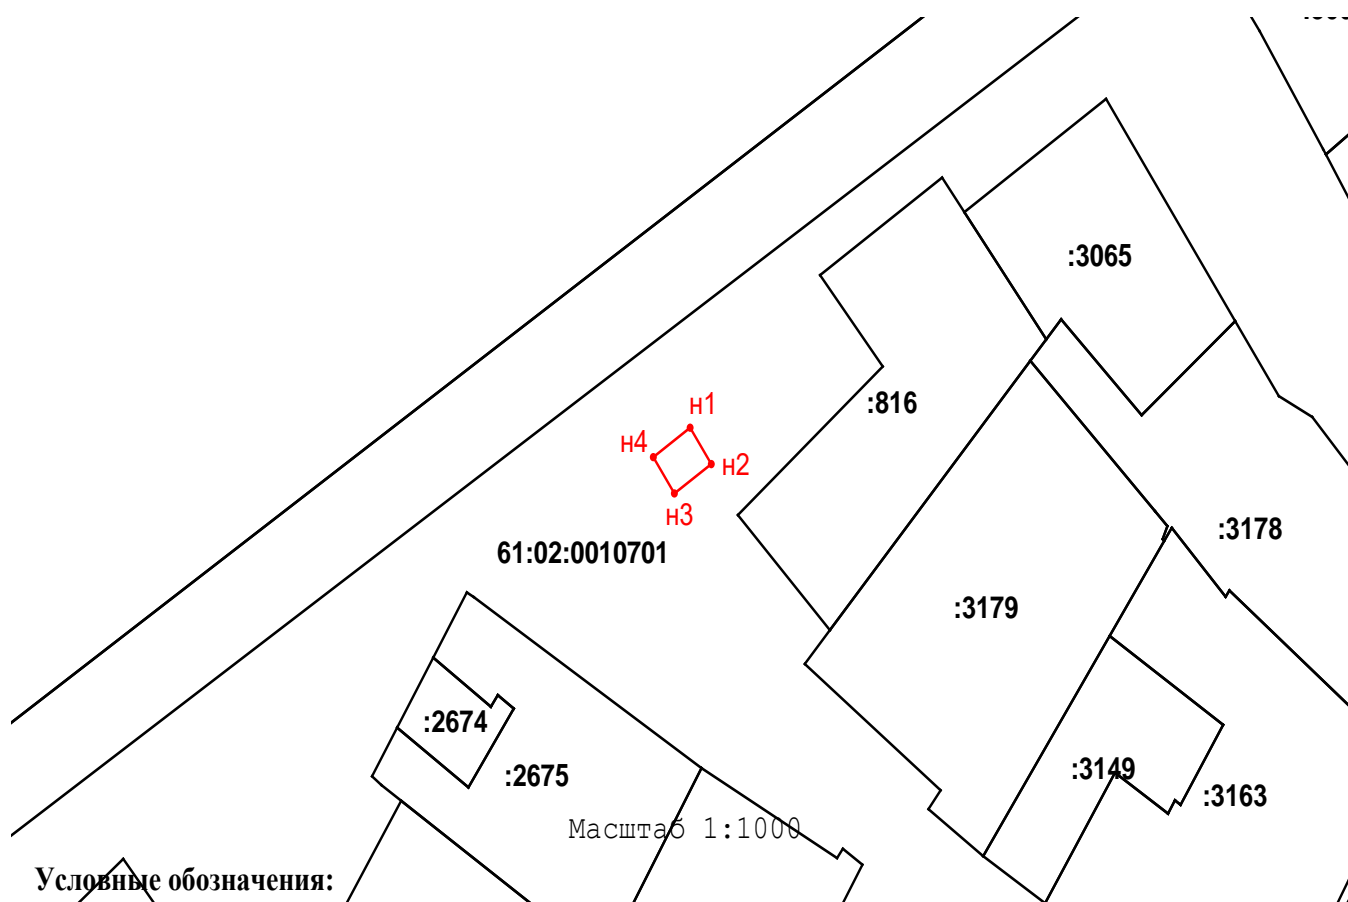 :3065
:816
н1
н4
н2
н3
:3178
61:02:0010701
:3179
:2674
:2675
:3149
:3163
Масштаб 1:1000
Условные обозначения: